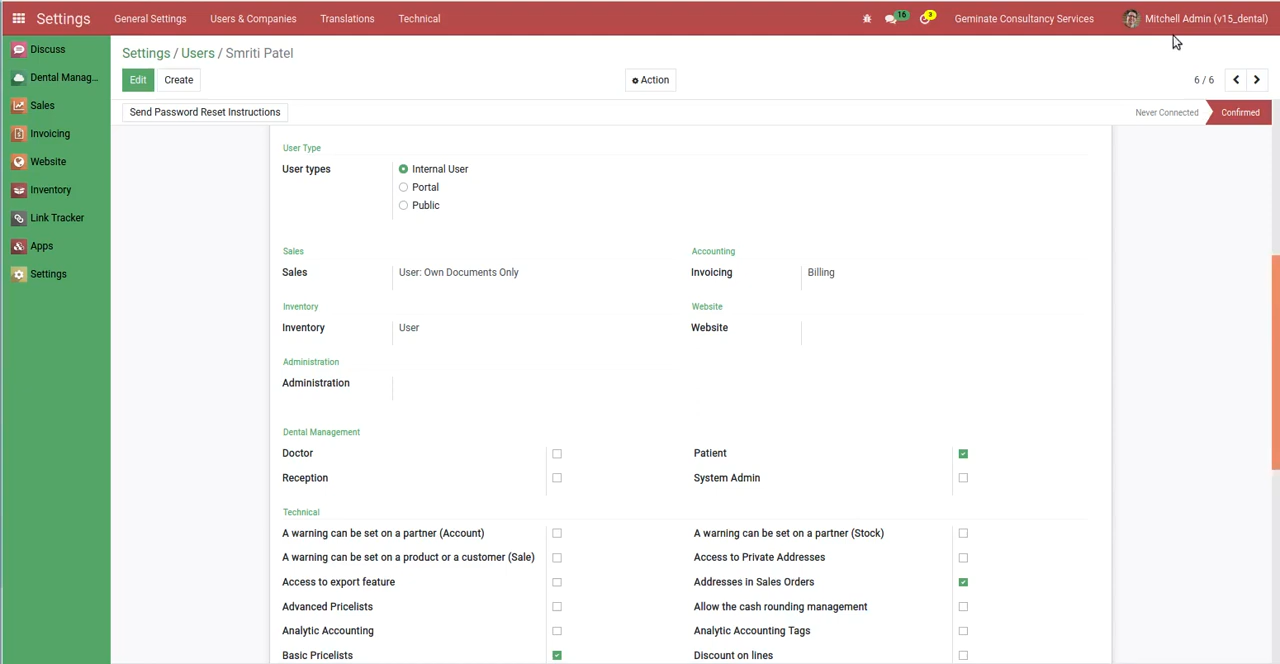 Settings
General Settings
Users & Companies
Translations
Technical
16
3
Geminate Consultancy Services
Mitchell Admin (v15_dental)
Discuss
Dental Manag...
Sales
Invoicing
Website
Inventory
Link Tracker
Apps
Settings
Settings / Users / Smriti Patel
Edit
Create
Action
6 / 6
Send Password Reset Instructions
Never Connected
Confirmed
User Type
User types
Internal User
Portal
Public
Sales
Accounting
Sales
User: Own Documents Only
Invoicing
Billing
Inventory
Website
Inventory
User
Website
Administration
Administration
Dental Management
Doctor
Patient
Reception
System Admin
Technical
A warning can be set on a partner (Account)
A warning can be set on a partner (Stock)
A warning can be set on a product or a customer (Sale)
Access to Private Addresses
Access to export feature
Addresses in Sales Orders
Advanced Pricelists
Allow the cash rounding management
Analytic Accounting
Analytic Accounting Tags
Basic Pricelists
Discount on lines